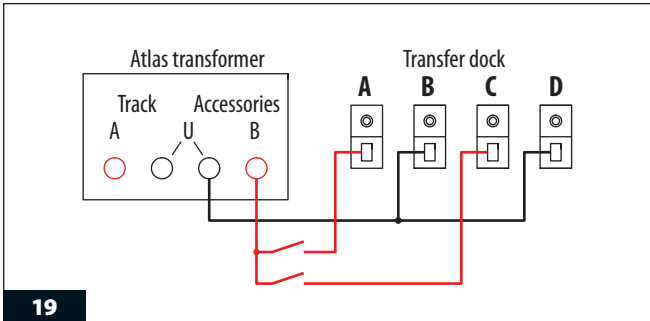 Atlas transformer
Transfer dock
A B C D
Track Accessories
A U B
19